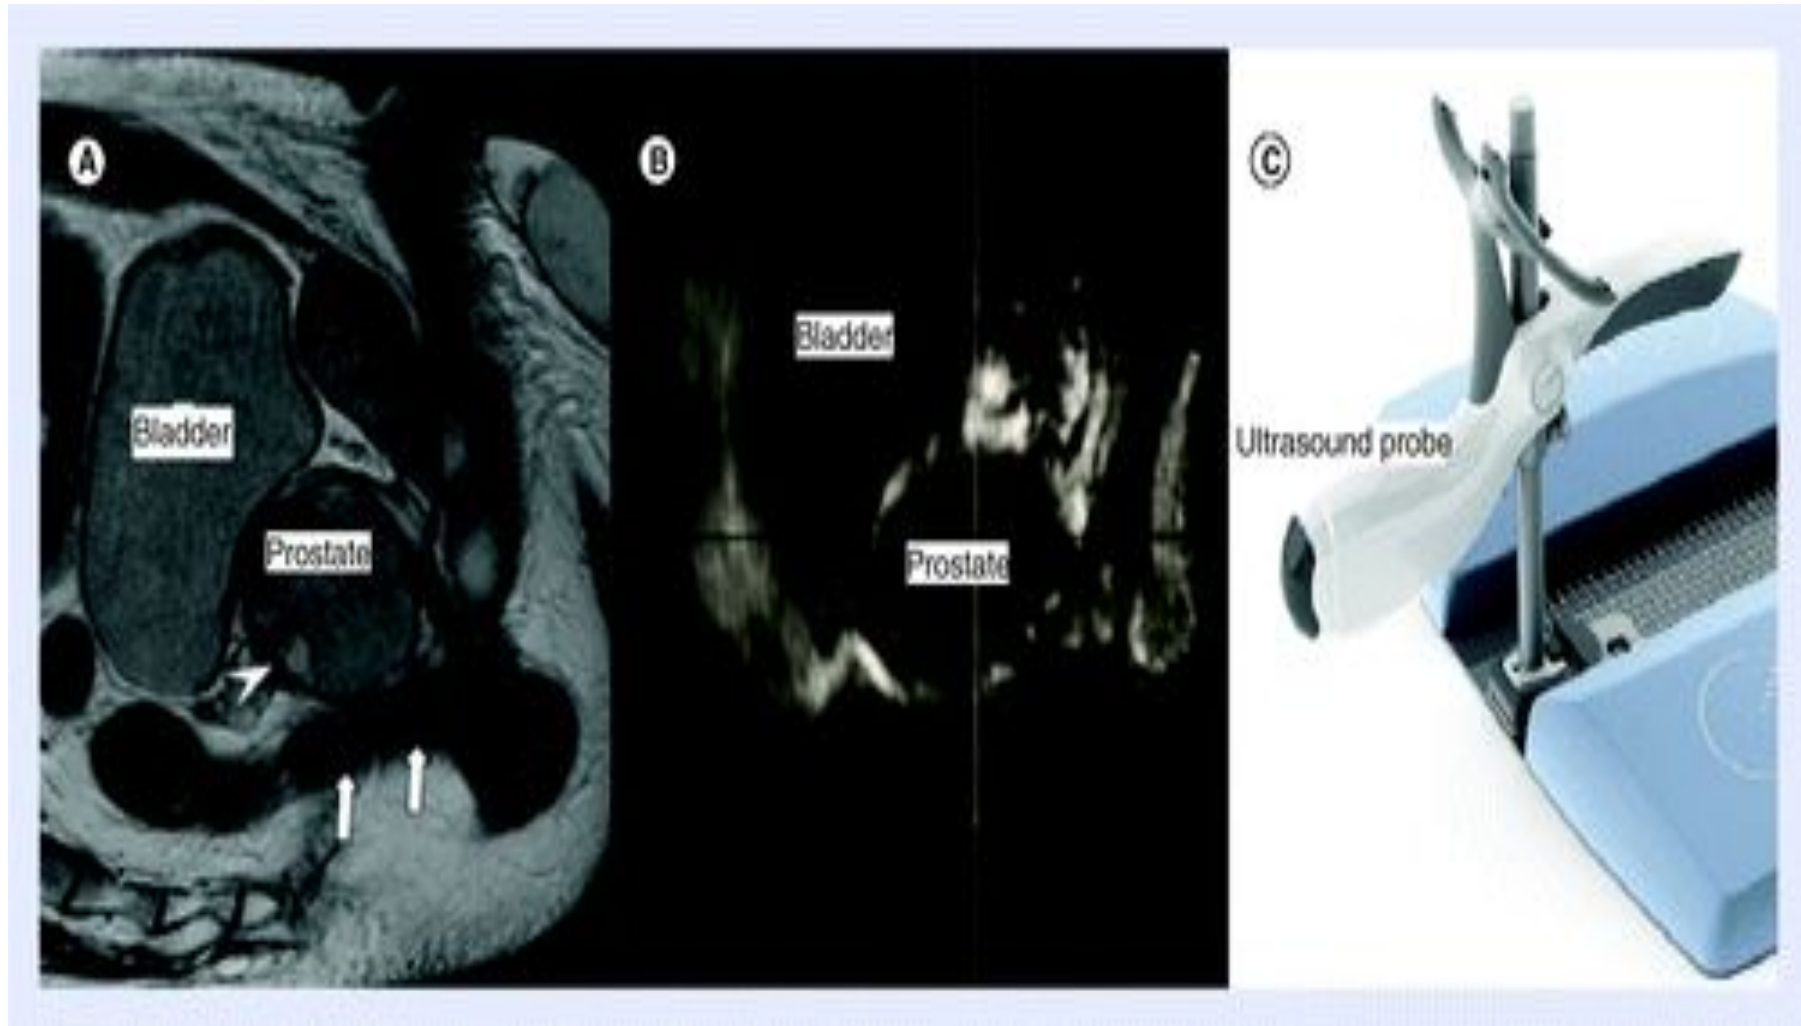 A
Bladder
Prostate
B
Bladder
Prostate
C
Ultrasound probe